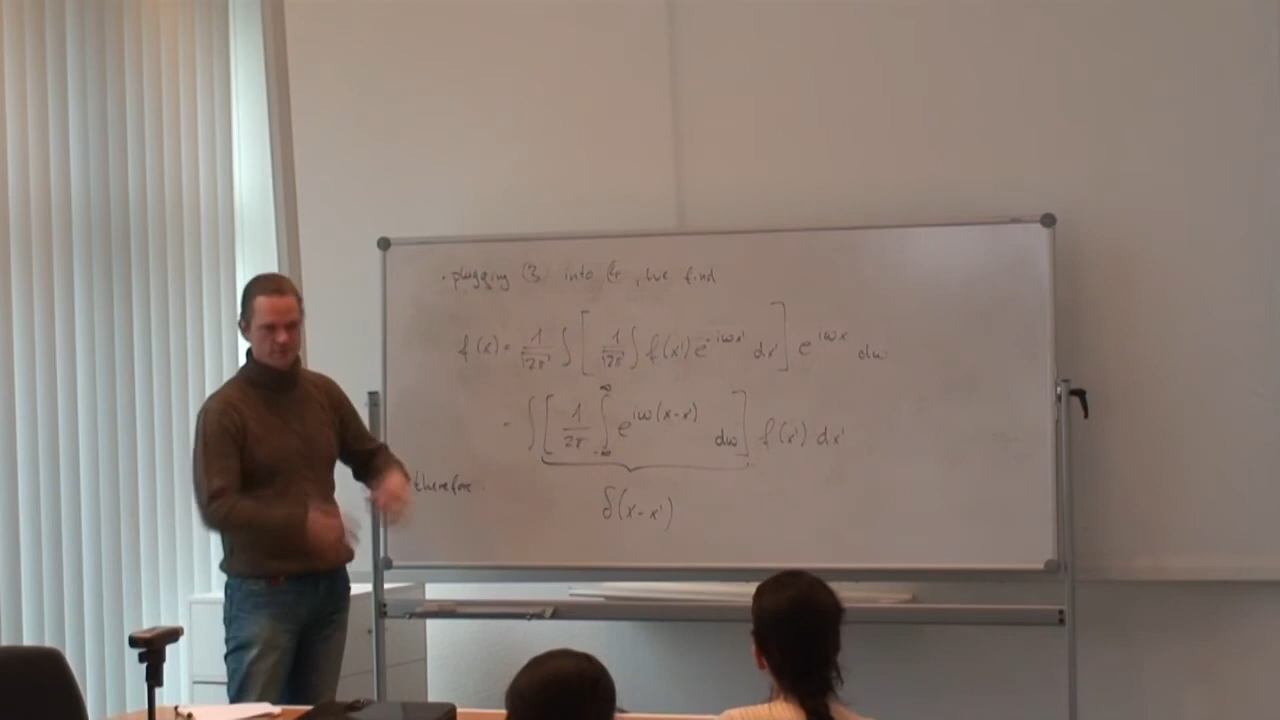 · plugging ③ into ④, we find
f(x) = 1/√2π ∫ [ 1/√2π ∫ f(x') e^{-iωx'} dx' ] e^{iωx} dω
= ∫ [ 1/2π ∫_{-∞}^{∞} e^{iω(x-x')} dω ] f(x') dx'
therefore.
δ(x-x')